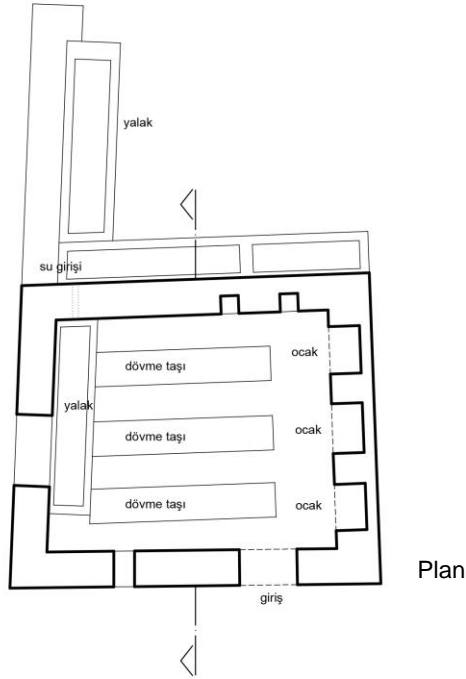 yalak
su girişi
ocak
dövme taşı
yalak
ocak
dövme taşı
dövme taşı
ocak
Plan
giriş